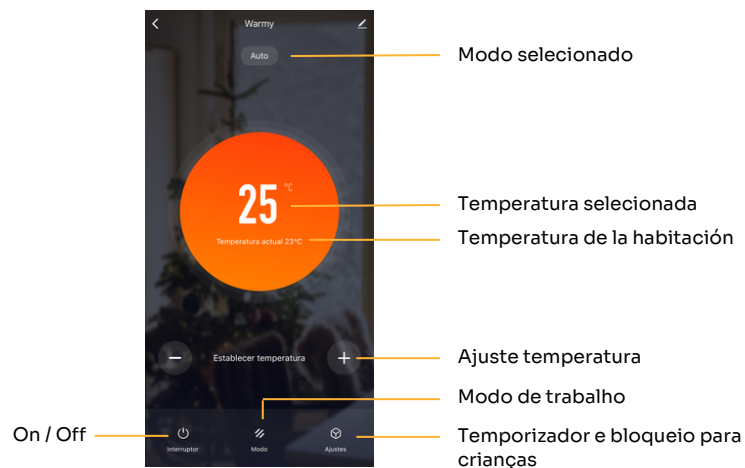 Warmy
Auto
Modo selecionado
25 °C
Temperatura selecionada
Temperatura actual 23°C
Temperatura de la habitación
Establecer temperatura
Ajuste temperatura
Modo de trabalho
On / Off
Interruptor
Modo
Ajustes
Temporizador e bloqueio para
crianças